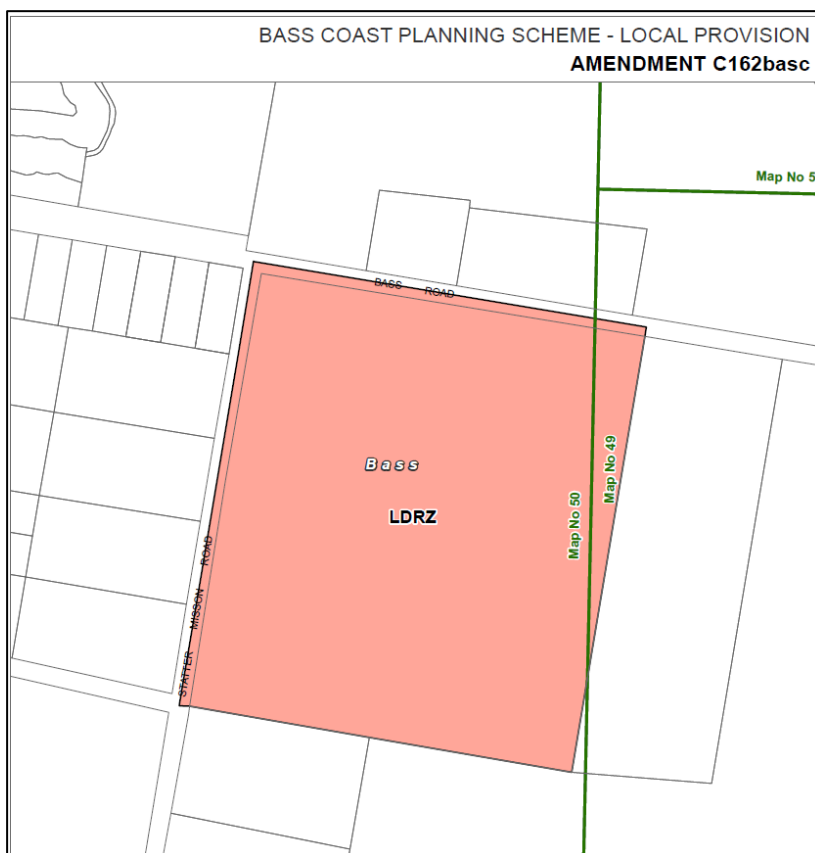 BASS COAST PLANNING SCHEME - LOCAL PROVISION
AMENDMENT C162basc
Map No 5
BASS ROAD
Bass
LDRZ
Map No 49
Map No 50
STATTER MISSON ROAD